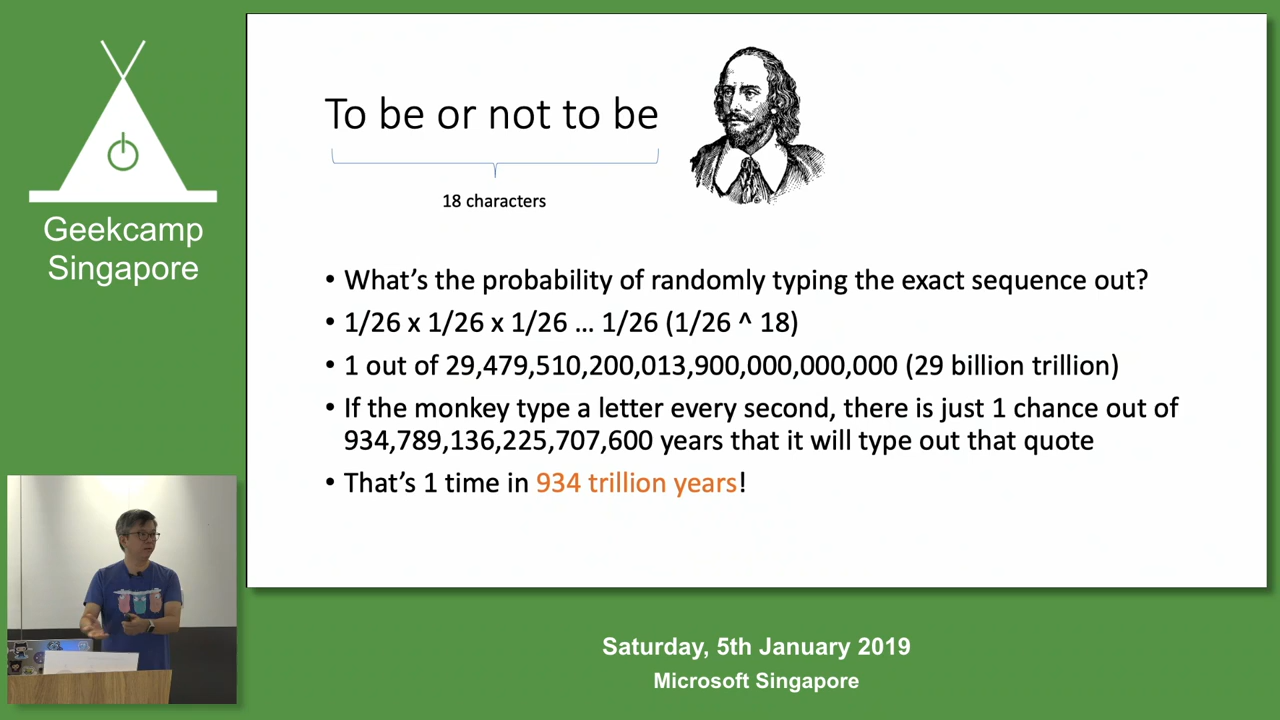 Geekcamp
Singapore
To be or not to be
18 characters
• What's the probability of randomly typing the exact sequence out?
• 1/26 x 1/26 x 1/26 ... 1/26 (1/26 ^ 18)
• 1 out of 29,479,510,200,013,900,000,000,000 (29 billion trillion)
• If the monkey type a letter every second, there is just 1 chance out of
934,789,136,225,707,600 years that it will type out that quote
• That's 1 time in 934 trillion years!
Saturday, 5th January 2019
Microsoft Singapore